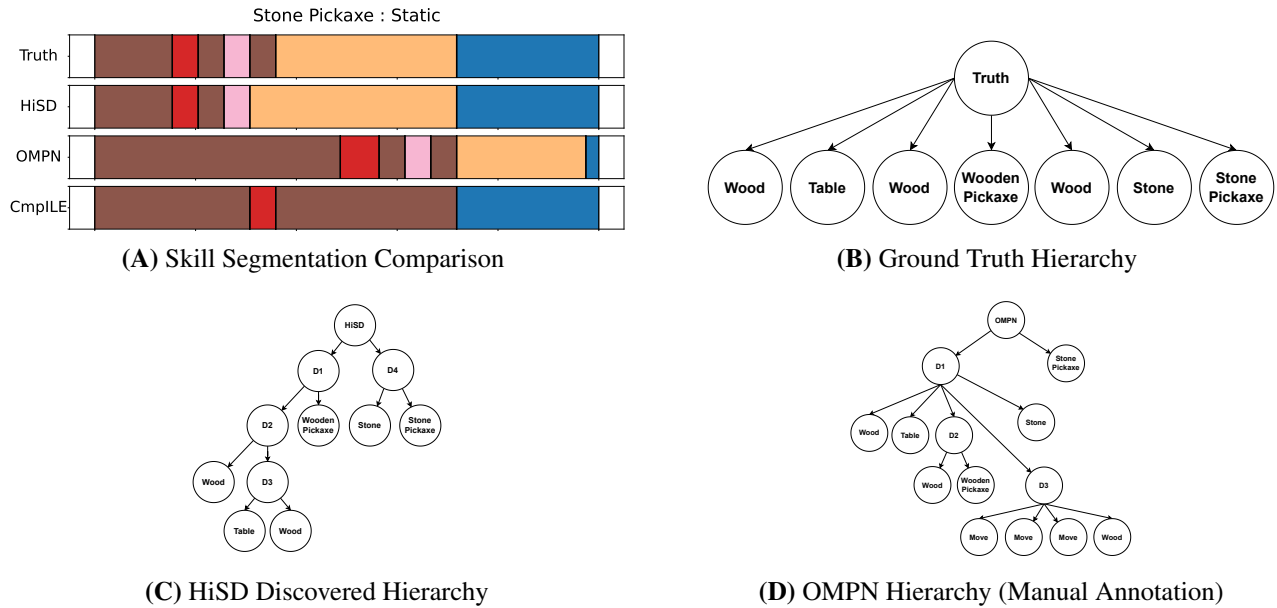 Stone Pickaxe : Static
Truth
HiSD
OMPN
CmpILE
(A) Skill Segmentation Comparison
Truth
Wood
Table
Wood
Wooden
Pickaxe
Wood
Stone
Stone
Pickaxe
(B) Ground Truth Hierarchy
HiSD
D1
D4
D2
Wooden
Pickaxe
Stone
Stone
Pickaxe
Wood
D3
Table
Wood
(C) HiSD Discovered Hierarchy
OMPN
D1
Stone
Pickaxe
Wood
Table
D2
Stone
Wood
Wooden
Pickaxe
D3
Move
Move
Move
Wood
(D) OMPN Hierarchy (Manual Annotation)